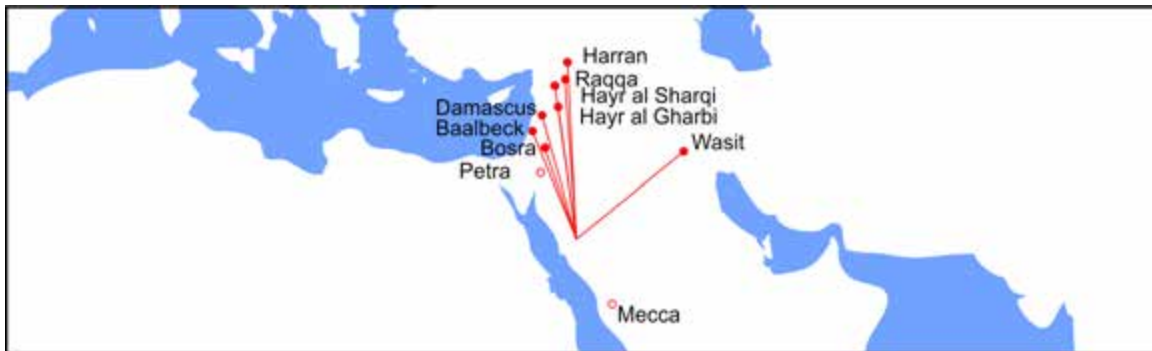 Harran
Raqqa
Hayr al Sharqi
Damascus
Hayr al Gharbi
Baalbeck
Wasit
Bosra
Petra
Mecca